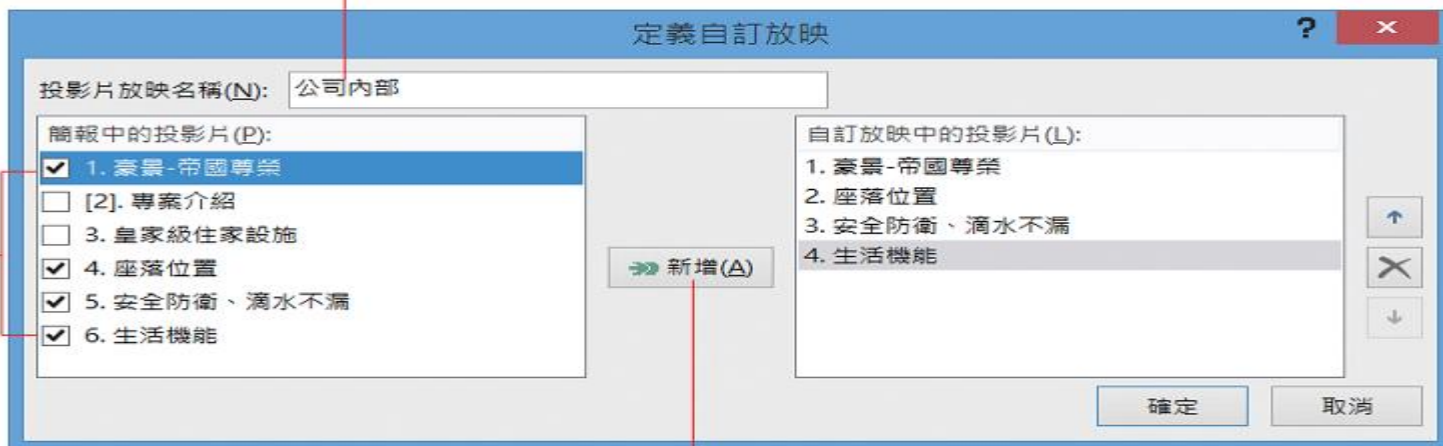 定義自訂放映
?
投影片放映名稱(N): 公司內部
簡報中的投影片(P):
1. 豪景-帝國尊榮
[2]. 專案介紹
3. 皇家級住家設施
4. 座落位置
5. 安全防衛、滴水不漏
6. 生活機能
新增(A)
自訂放映中的投影片(L):
1. 豪景-帝國尊榮
2. 座落位置
3. 安全防衛、滴水不漏
4. 生活機能
確定
取消